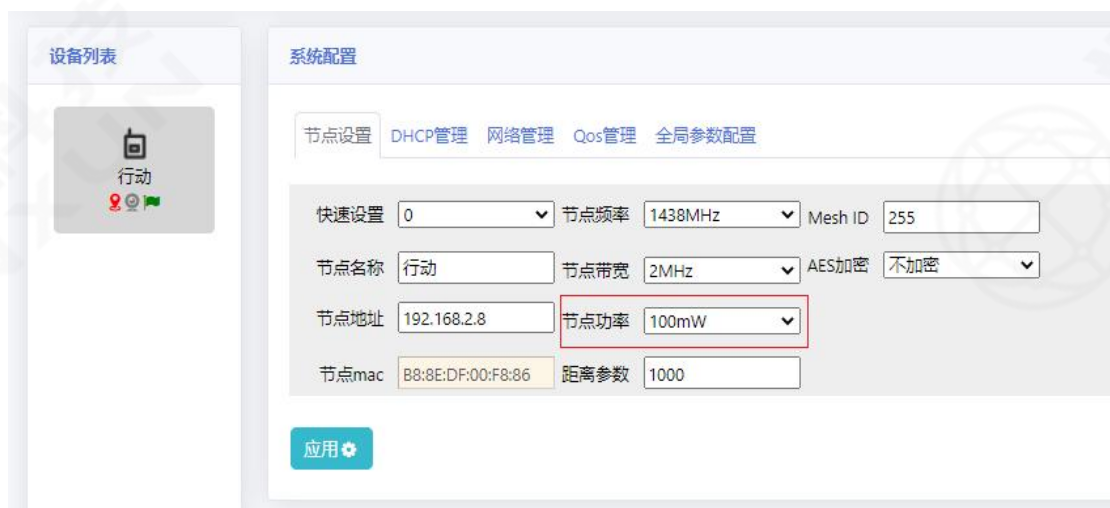 设备列表
行动
系统配置
节点设置 DHCP管理 网络管理 Qos管理 全局参数配置
快速设置 0 节点频率 1438MHz Mesh ID 255
节点名称 行动 节点带宽 2MHz AES加密 不加密
节点地址 192.168.2.8 节点功率 100mW
节点mac B8:8E:DF:00:F8:86 距离参数 1000
应用